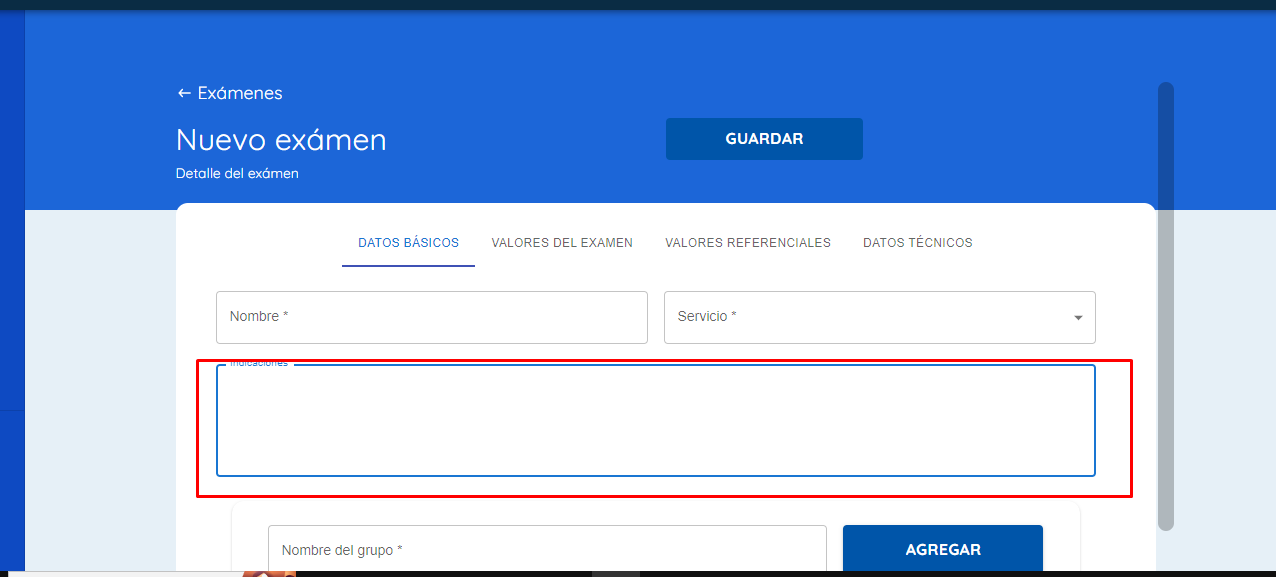 ← Exámenes
Nuevo exámen
GUARDAR
Detalle del exámen
DATOS BÁSICOS VALORES DEL EXAMEN VALORES REFERENCIALES DATOS TÉCNICOS
Nombre * Servicio *
Indicaciones
Nombre del grupo * AGREGAR